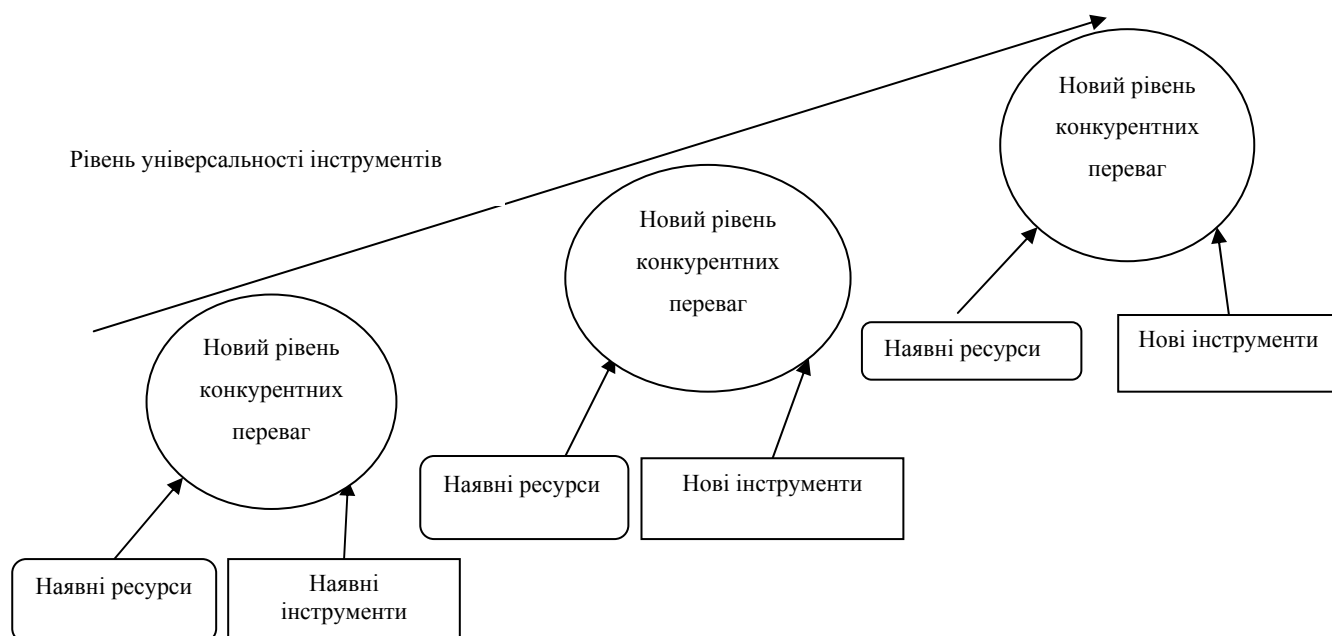 Новий рівень
конкурентних
переваг
Рівень універсальності інструментів
Новий рівень
конкурентних
переваг
Наявні ресурси
Нові інструменти
Новий рівень
конкурентних
переваг
Наявні ресурси
Нові інструменти
Наявні ресурси
Наявні
інструменти